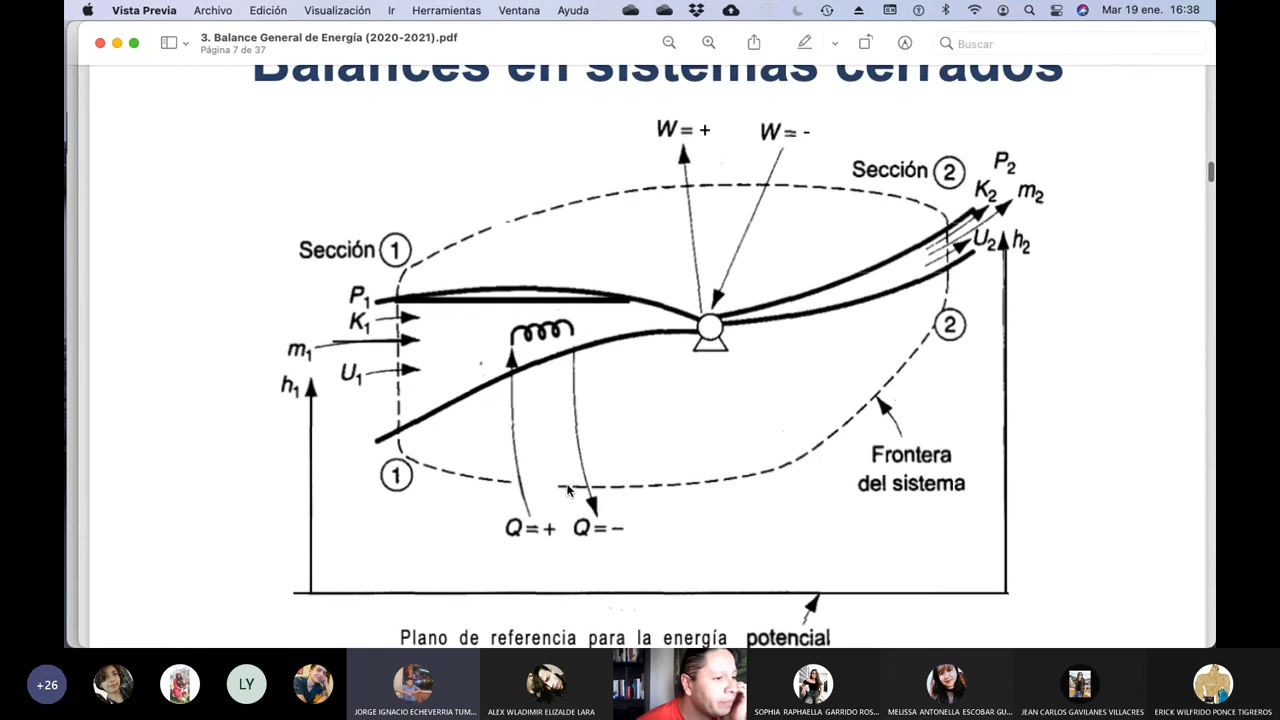 Vista Previa Archivo Edición Visualización Ir Herramientas Ventana Ayuda Mar 19 ene. 16:38
3. Balance General de Energía (2020-2021).pdf
Página 7 de 37
Buscar
Balances en sistemas cerrados
W = + W = -
Sección 2 P2
K2 m2
U2 h2
Sección 1
P1
K1
m1
U1
h1
2
Frontera
del sistema
1
Q = + Q = -
Plano de referencia para la energía potencial
+26
LY
JORGE IGNACIO ECHEVERRIA TUM...
ALEX WLADIMIR ELIZALDE LARA
SOPHIA RAPHAELLA GARRIDO ROS...
MELISSA ANTONELLA ESCOBAR GU...
JEAN CARLOS GAVILANES VILLACRES
ERICK WILFRIDO PONCE TIGREROS